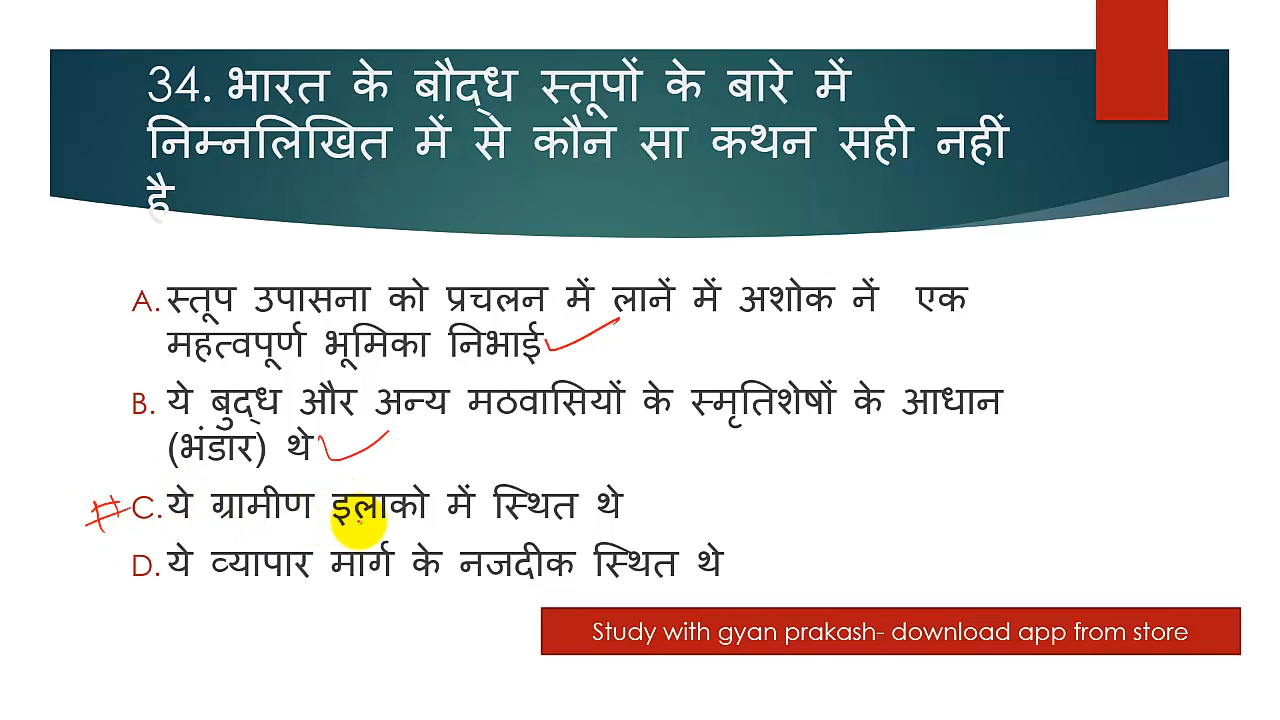 34. भारत के बौद्ध स्तूपों के बारे में
निम्नलिखित में से कौन सा कथन सही नहीं
है
A. स्तूप उपासना को प्रचलन में लानें में अशोक नें एक
महत्वपूर्ण भूमिका निभाई
B. ये बुद्ध और अन्य मठवासियों के स्मृतिशेषों के आधान
(भंडार) थे
C. ये ग्रामीण इलाको में स्थित थे
D. ये व्यापार मार्ग के नजदीक स्थित थे
Study with gyan prakash- download app from store